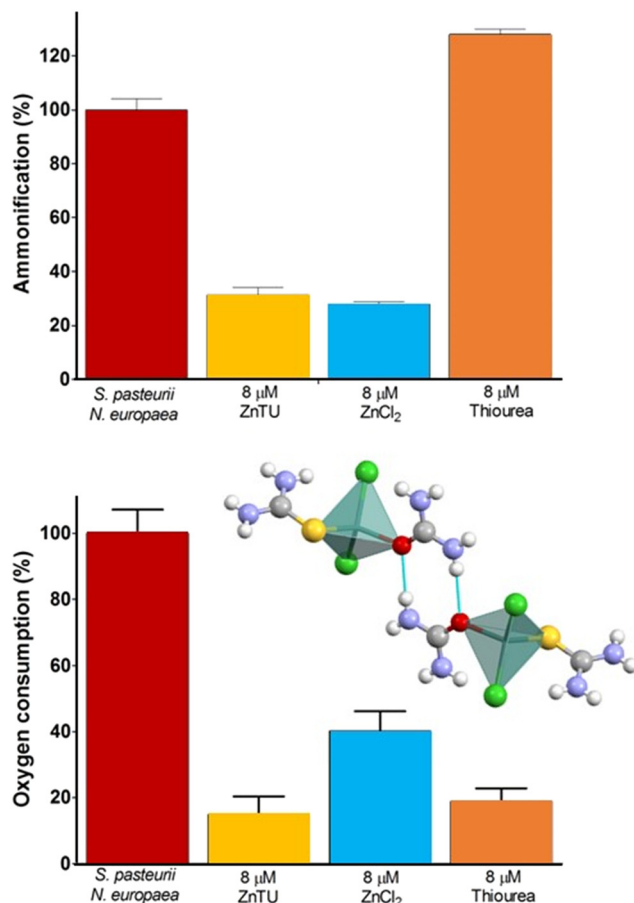 Ammonification (%)
120
100
80
60
40
20
0
S. pasteurii
N. europaea
8 μM
ZnTU
8 μM
ZnCl₂
8 μM
Thiourea
Oxygen consumption (%)
100
80
60
40
20
0
S. pasteurii
N. europaea
8 μM
ZnTU
8 μM
ZnCl₂
8 μM
Thiourea